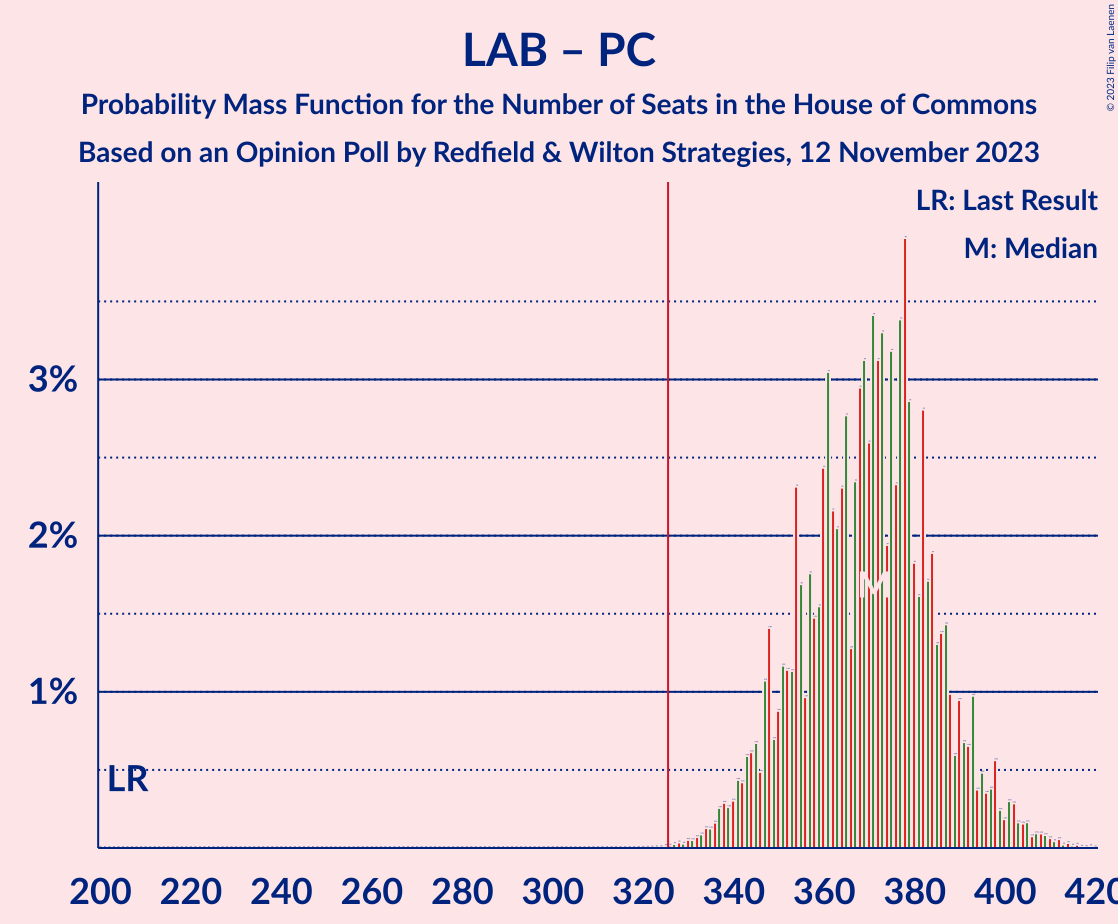 LAB – PC
Probability Mass Function for the Number of Seats in the House of Commons
Based on an Opinion Poll by Redfield & Wilton Strategies, 12 November 2023
© 2023 Filip van Laenen
LR: Last Result
M: Median
3%
2%
1%
M
LR
200 220 240 260 280 300 320 340 360 380 400 420